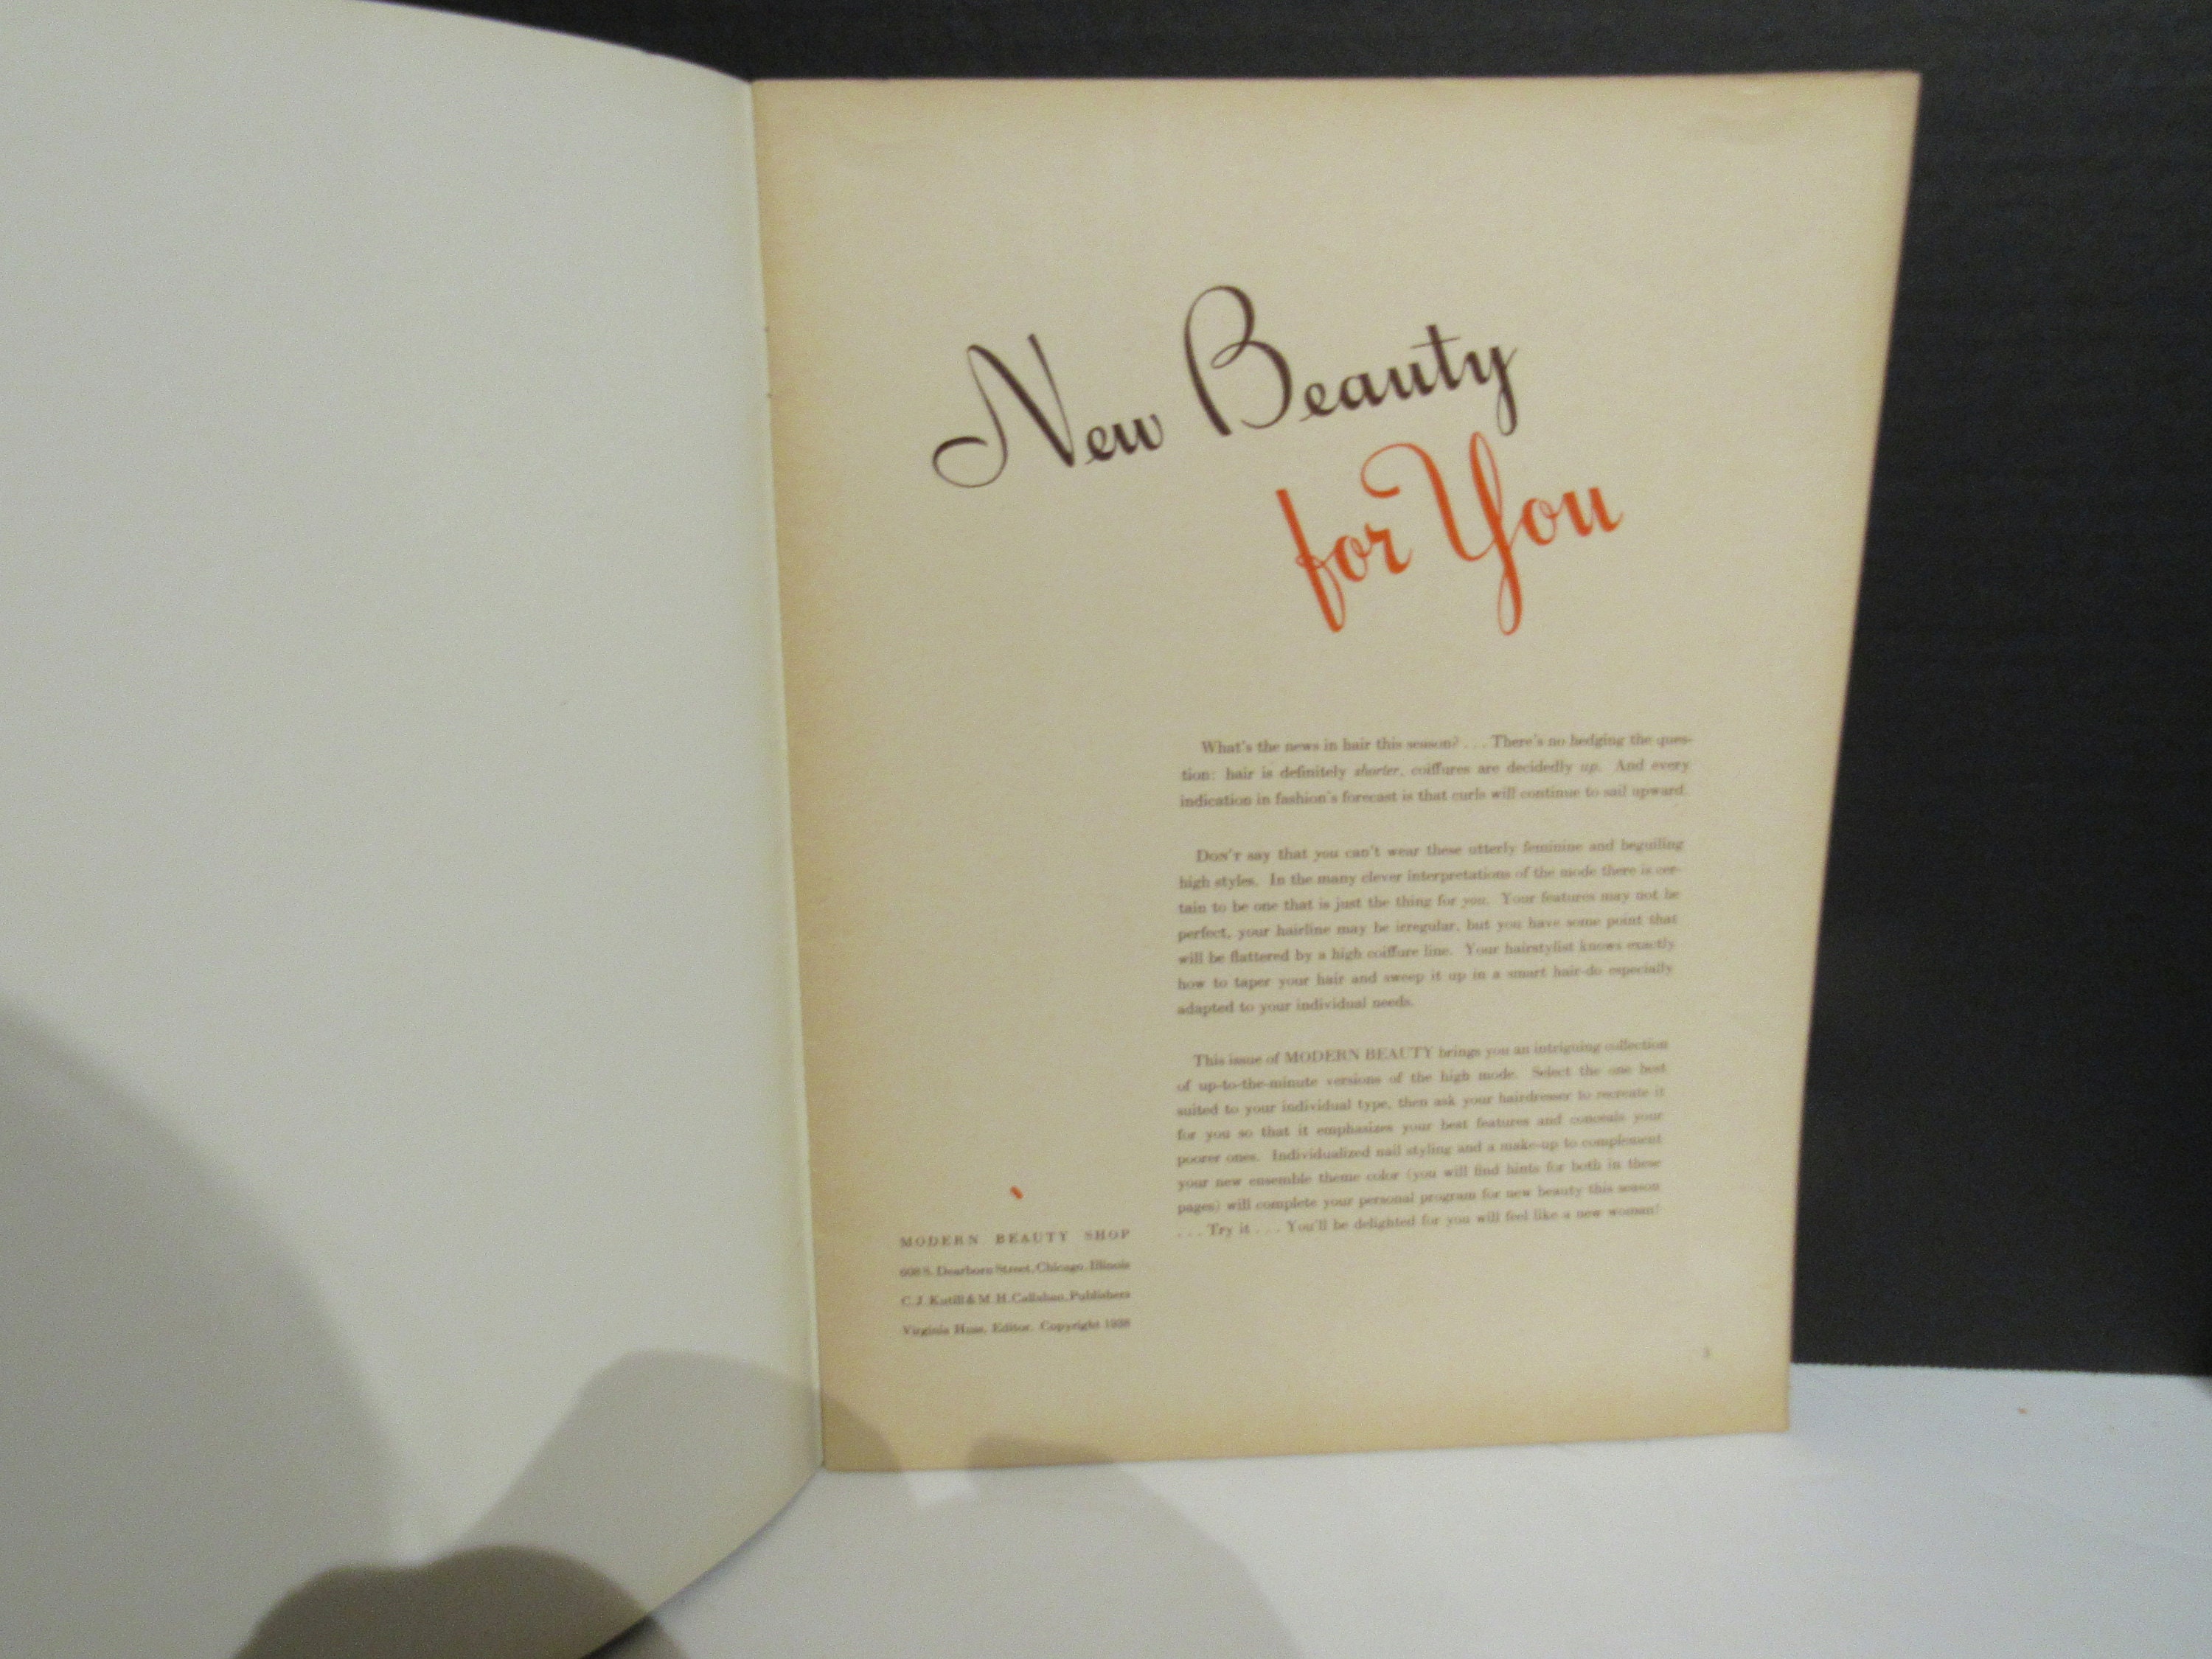 New Beauty
for You
What's the news in hair this season? . . . There's no hedging the ques-
tion: hair is definitely shorter, coiffures are decidedly up. And every
indication in fashion's forecast is that curls will continue to sail upward.
Don't say that you can't wear these utterly feminine and beguiling
high styles. In the many clever interpretations of the mode there is cer-
tain to be one that is just the thing for you. Your features may not be
perfect, your hairline may be irregular, but you have some point that
will be flattered by a high coiffure line. Your hairstylist knows exactly
how to taper your hair and sweep it up in a smart hair-do especially
adapted to your individual needs.
This issue of MODERN BEAUTY brings you an intriguing collection
of up-to-the-minute versions of the high mode. Select the one best
suited to your individual type, then ask your hairdresser to recreate it
for you so that it emphasizes your best features and conceals your
poorer ones. Individualized nail styling and a make-up to complement
your new ensemble theme color (you will find hints for both in these
pages) will complete your personal program for new beauty this season
. . . Try it . . . You'll be delighted for you will feel like a new woman!
MODERN BEAUTY SHOP
608 S. Dearborn Street, Chicago, Illinois
C. J. & M. H. Callahan, Publishers
Virginia Editor. Copyright 1938
3